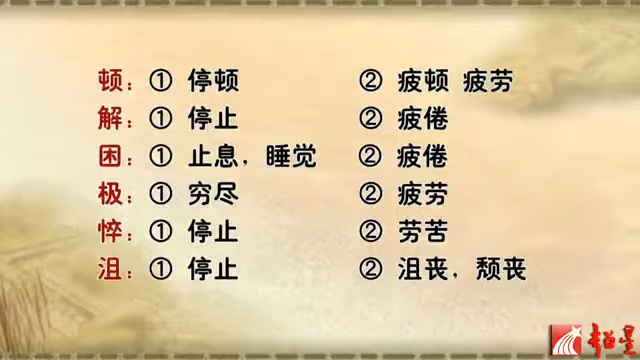 顿：① 停顿 ② 疲顿 疲劳
解：① 停止 ② 疲倦
困：① 止息，睡觉 ② 疲倦
极：① 穷尽 ② 疲劳
悴：① 停止 ② 劳苦
沮：① 停止 ② 沮丧，颓丧
超星